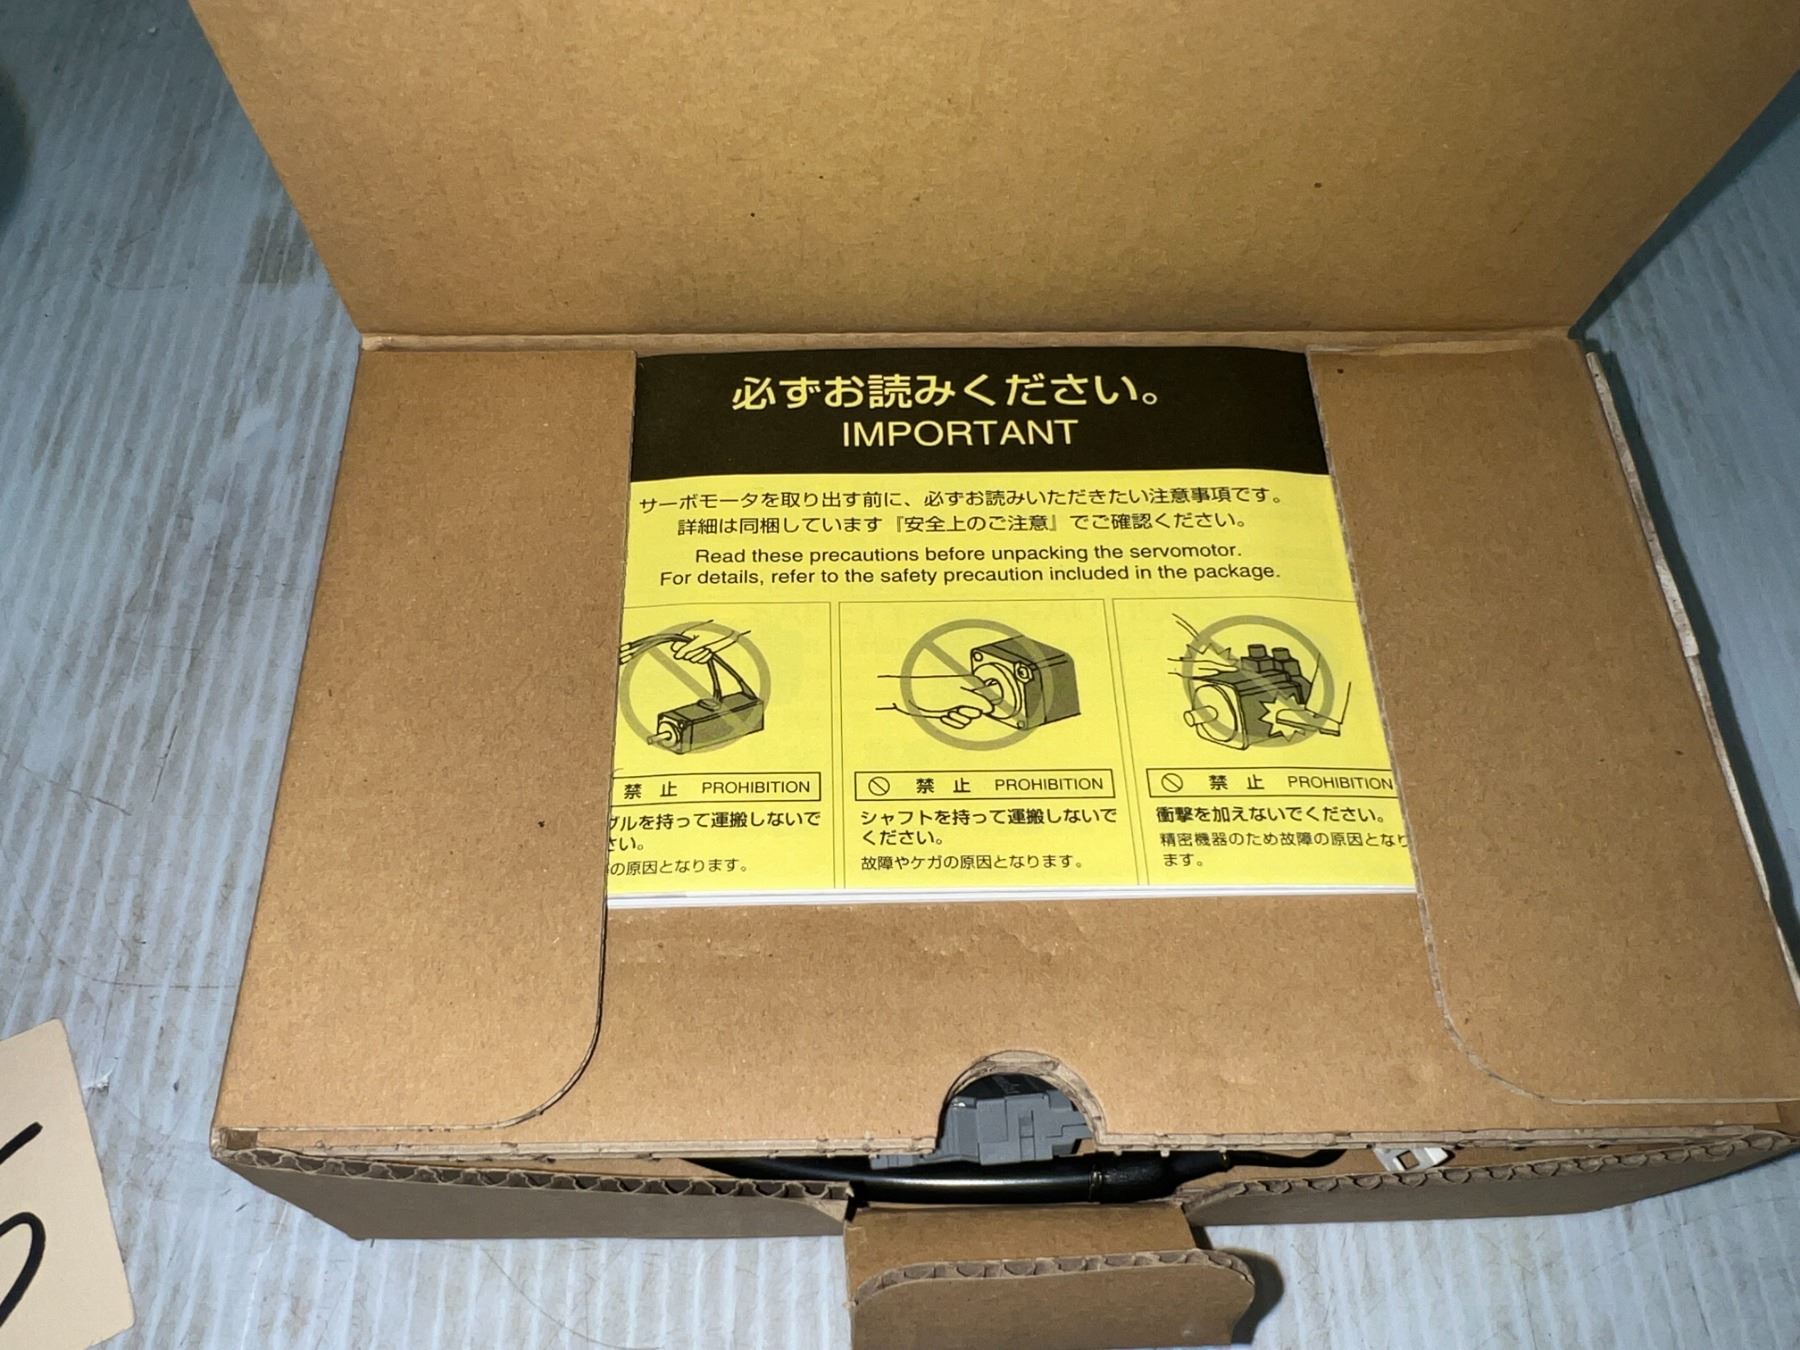 必ずお読みください。
IMPORTANT
サーボモータを取り出す前に、必ずお読みいただきたい注意事項です。
詳細は同梱しています『安全上のご注意』でご確認ください。
Read these precautions before unpacking the servomotor.
For details, refer to the safety precaution included in the package.
禁 止 PROHIBITION
ブルを持って運搬しないで
さい。
の原因となります。
禁 止 PROHIBITION
シャフトを持って運搬しないで
ください。
故障やケガの原因となります。
禁 止 PROHIBITION
衝撃を加えないでください。
精密機器のため故障の原因となり
ます。